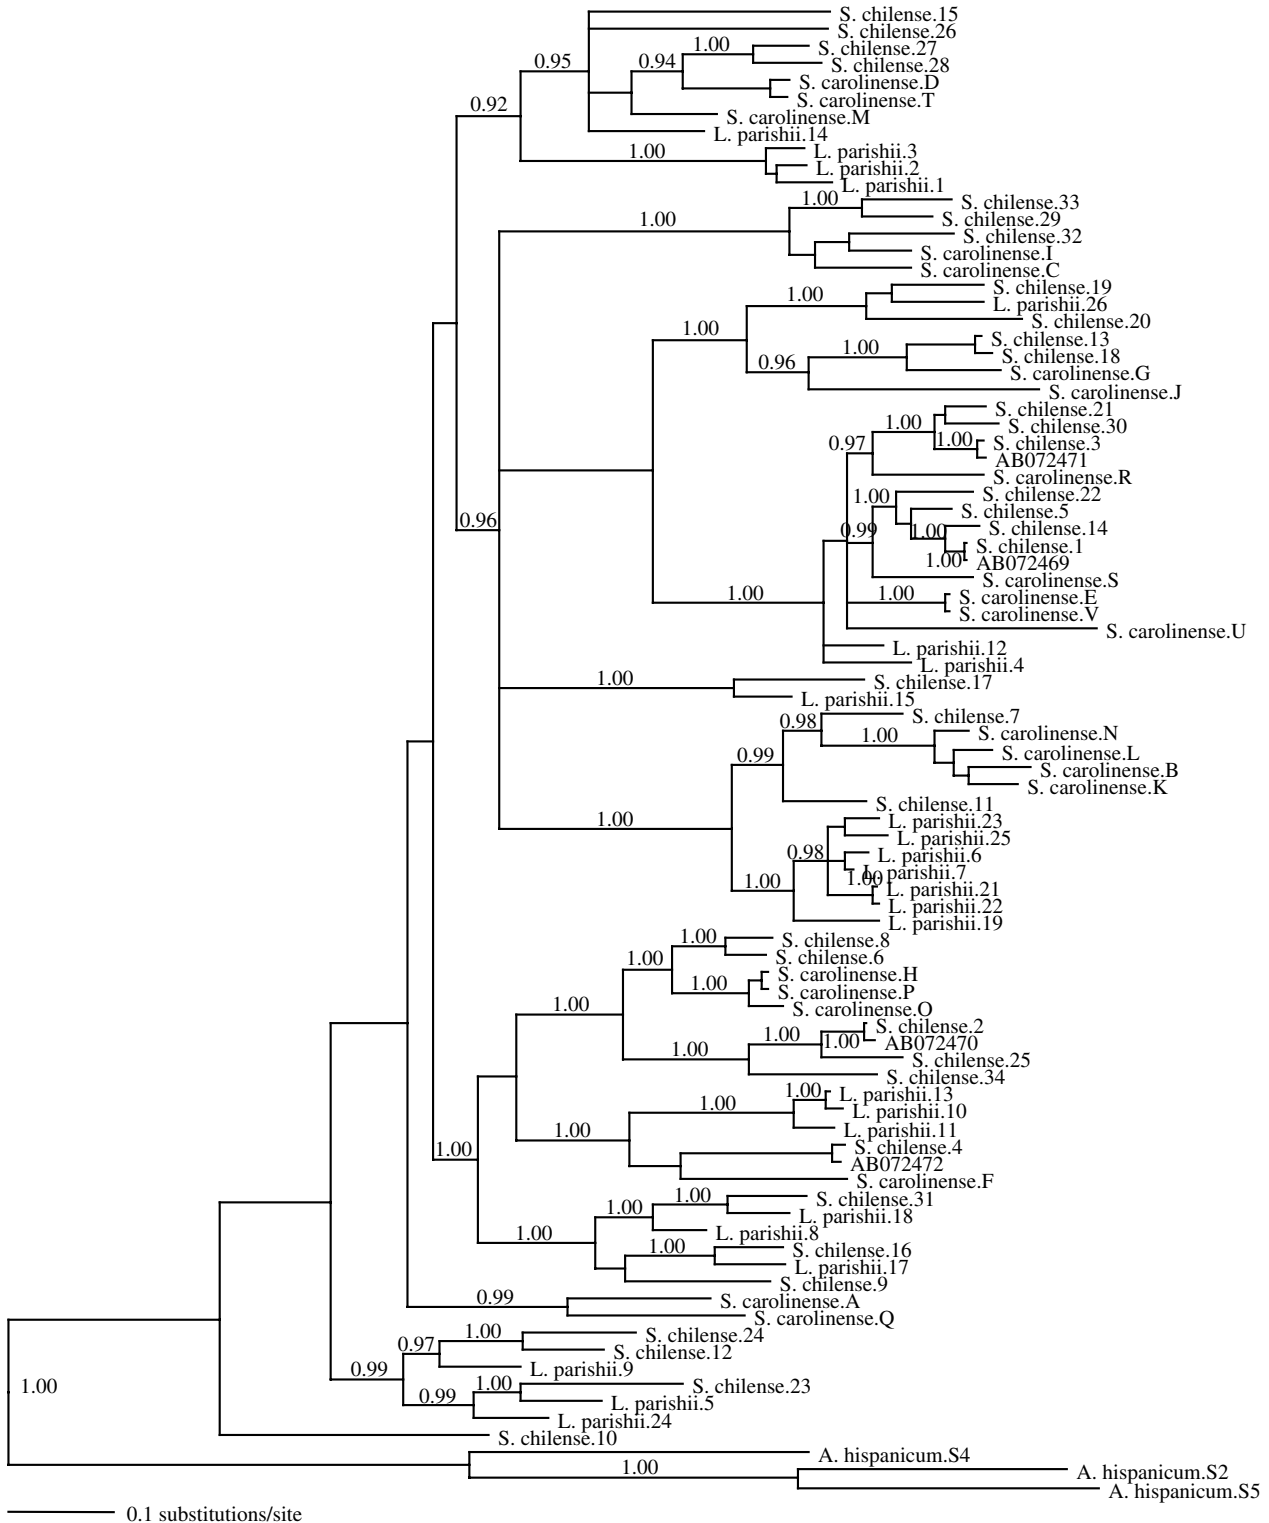 S. chilense.15
S. chilense.26
1.00
S. chilense.27
0.95
0.94
S. chilense.28
S. carolinense.D
S. carolinense.T
0.92
S. carolinense.M
L. parishii.14
1.00
L. parishii.3
L. parishii.2
L. parishii.1
1.00
S. chilense.33
1.00
S. chilense.29
S. chilense.32
S. carolinense.I
S. carolinense.C
S. chilense.19
1.00
L. parishii.26
S. chilense.20
1.00
S. chilense.13
1.00
S. chilense.18
0.96
S. carolinense.G
S. carolinense.J
S. chilense.21
1.00
S. chilense.30
0.97
1.00
S. chilense.3
AB072471
S. carolinense.R
1.00
S. chilense.22
S. chilense.5
0.96
0.99
1.00
S. chilense.14
S. chilense.1
1.00
AB072469
S. carolinense.S
1.00
1.00
S. carolinense.E
S. carolinense.V
S. carolinense.U
L. parishii.12
L. parishii.4
1.00
S. chilense.17
L. parishii.15
0.98
S. chilense.7
1.00
S. carolinense.N
0.99
S. carolinense.L
S. carolinense.B
S. carolinense.K
S. chilense.11
1.00
L. parishii.23
L. parishii.25
0.98
L. parishii.6
L. parishii.7
1.00
1.00
L. parishii.21
L. parishii.22
L. parishii.19
1.00
S. chilense.8
1.00
S. chilense.6
S. carolinense.H
1.00
S. carolinense.P
1.00
S. carolinense.O
S. chilense.2
1.00
1.00
AB072470
1.00
S. chilense.25
S. chilense.34
1.00
L. parishii.13
1.00
L. parishii.10
1.00
L. parishii.11
1.00
S. chilense.4
AB072472
S. carolinense.F
1.00
S. chilense.31
1.00
L. parishii.18
1.00
L. parishii.8
1.00
S. chilense.16
L. parishii.17
S. chilense.9
0.99
S. carolinense.A
S. carolinense.Q
1.00
S. chilense.24
0.97
S. chilense.12
0.99
L. parishii.9
1.00
1.00
S. chilense.23
0.99
L. parishii.5
L. parishii.24
S. chilense.10
A. hispanicum.S4
1.00
A. hispanicum.S2
A. hispanicum.S5
0.1 substitutions/site